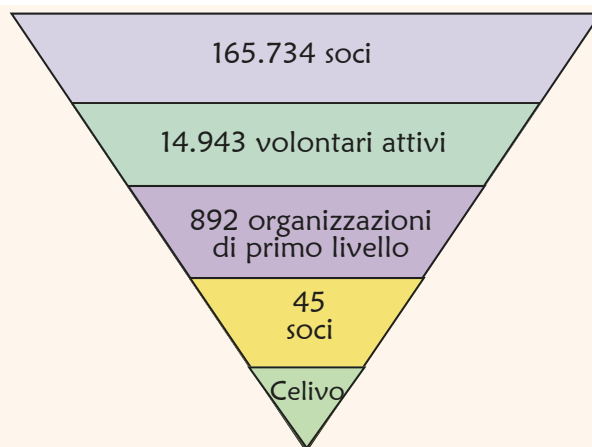 165.734 soci
14.943 volontari attivi
892 organizzazioni
di primo livello
45
soci
Celivo